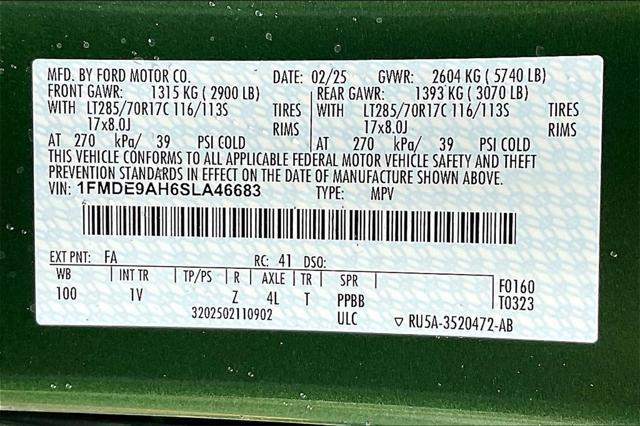 MFD. BY FORD MOTOR CO. DATE: 02/25 GVWR: 2604 KG ( 5740 LB)
FRONT GAWR: 1315 KG ( 2900 LB) REAR GAWR: 1393 KG ( 3070 LB)
WITH LT285/70R17C 116/113S TIRES WITH LT285/70R17C 116/113S TIRES
17x8.0J RIMS 17x8.0J RIMS
AT 270 kPa/ 39 PSI COLD AT 270 kPa/ 39 PSI COLD
THIS VEHICLE CONFORMS TO ALL APPLICABLE FEDERAL MOTOR VEHICLE SAFETY AND THEFT
PREVENTION STANDARDS IN EFFECT ON THE DATE OF MANUFACTURE SHOWN ABOVE.
VIN: 1FMDE9AH6SLA46683 TYPE: MPV
EXT PNT: FA RC: 41 DSO:
WB INT TR TP/PS R AXLE TR SPR F0160
100 1V Z 4L T PPBB T0323
3202502110902 ULC ▽ RU5A-3520472-AB